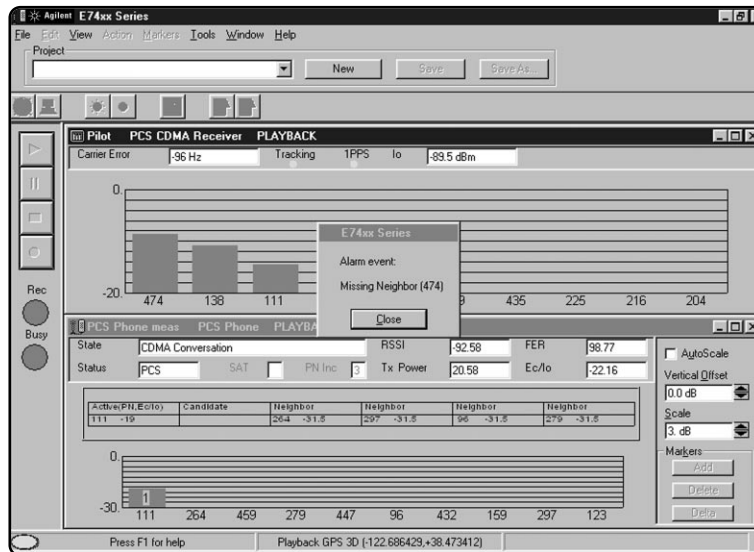 Agilent E74xx Series
File Edit View Action Markers Tools Window Help
Project
New Save Save As...
Pilot PCS CDMA Receiver PLAYBACK
Carrier Error -96 Hz Tracking 1PPS Io -89.5 dBm
0.
-20.
474 138 111 9 435 225 216 204
E74xx Series
Alarm event:
Missing Neighbor (474)
Close
Rec
Busy
PCS Phone meas PCS Phone PLAYBA
State CDMA Conversation RSSI -92.58 FER 98.77
Status PCS SAT PN Inc 3 Tx Power 20.58 Ec/Io -22.16
Active(PN,Ec/Io) Candidate Neighbor Neighbor Neighbor Neighbor
111 -19 264 -31.5 297 -31.5 96 -31.5 279 -31.5
0.
-30.
1
111 264 459 279 447 96 432 159 297 123
AutoScale
Vertical Offset
0.0 dB
Scale
3. dB
Markers
Add
Delete
Delta
Press F1 for help Playback GPS 3D (-122.686429,+38.473412)